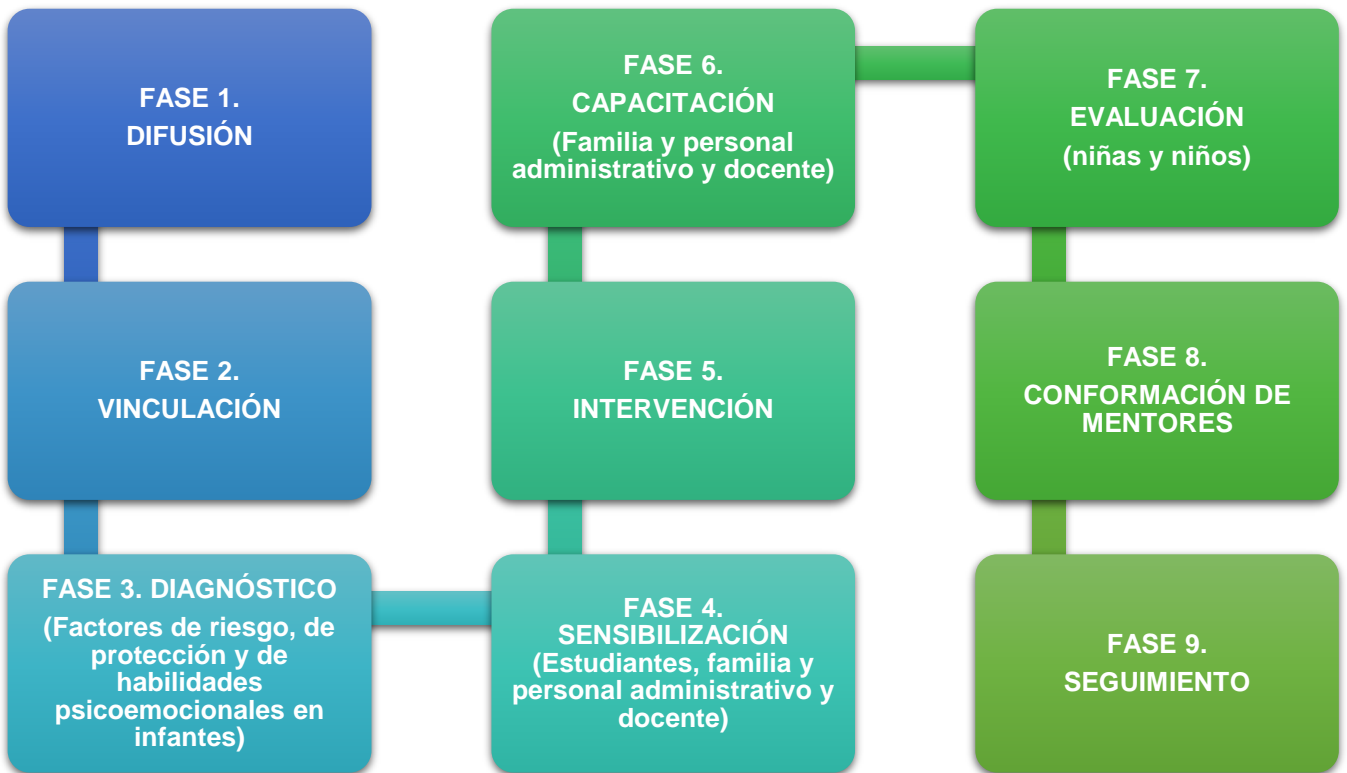 FASE 1.
DIFUSIÓN
FASE 2.
VINCULACIÓN
FASE 3. DIAGNÓSTICO
(Factores de riesgo, de
protección y de
habilidades
psicoemocionales en
infantes)
FASE 4.
SENSIBILIZACIÓN
(Estudiantes, familia y
personal administrativo y
docente)
FASE 5.
INTERVENCIÓN
FASE 6.
CAPACITACIÓN
(Familia y personal
administrativo y docente)
FASE 7.
EVALUACIÓN
(niñas y niños)
FASE 8.
CONFORMACIÓN DE
MENTORES
FASE 9.
SEGUIMIENTO